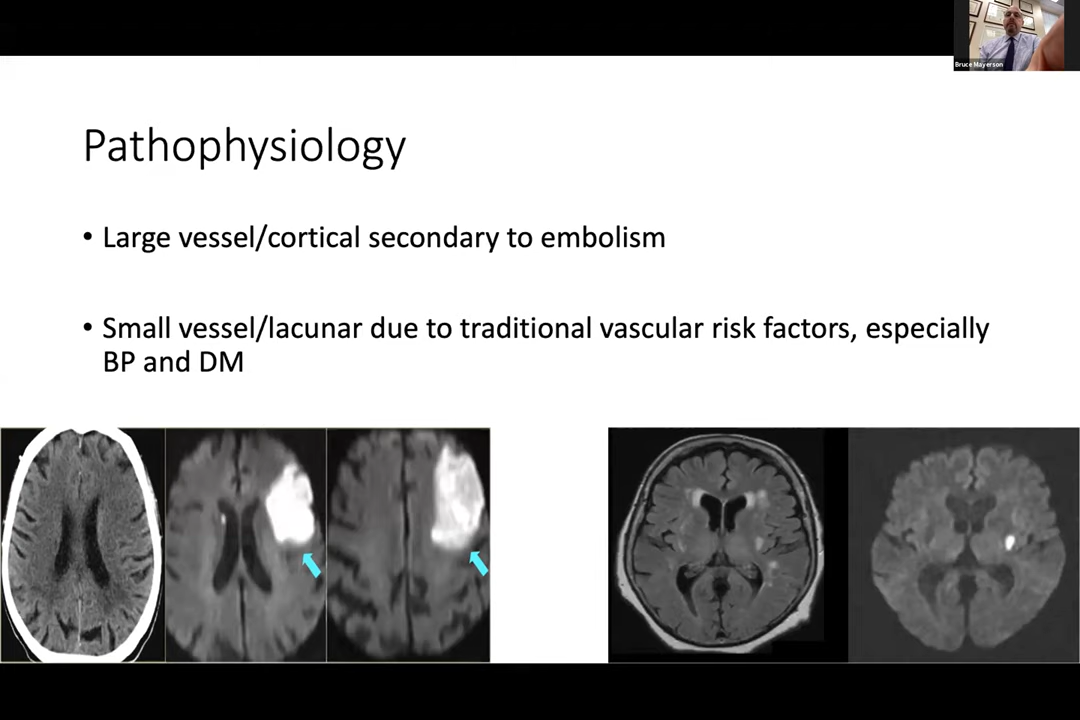 Bruce Mayerson
Pathophysiology
• Large vessel/cortical secondary to embolism
• Small vessel/lacunar due to traditional vascular risk factors, especially
BP and DM